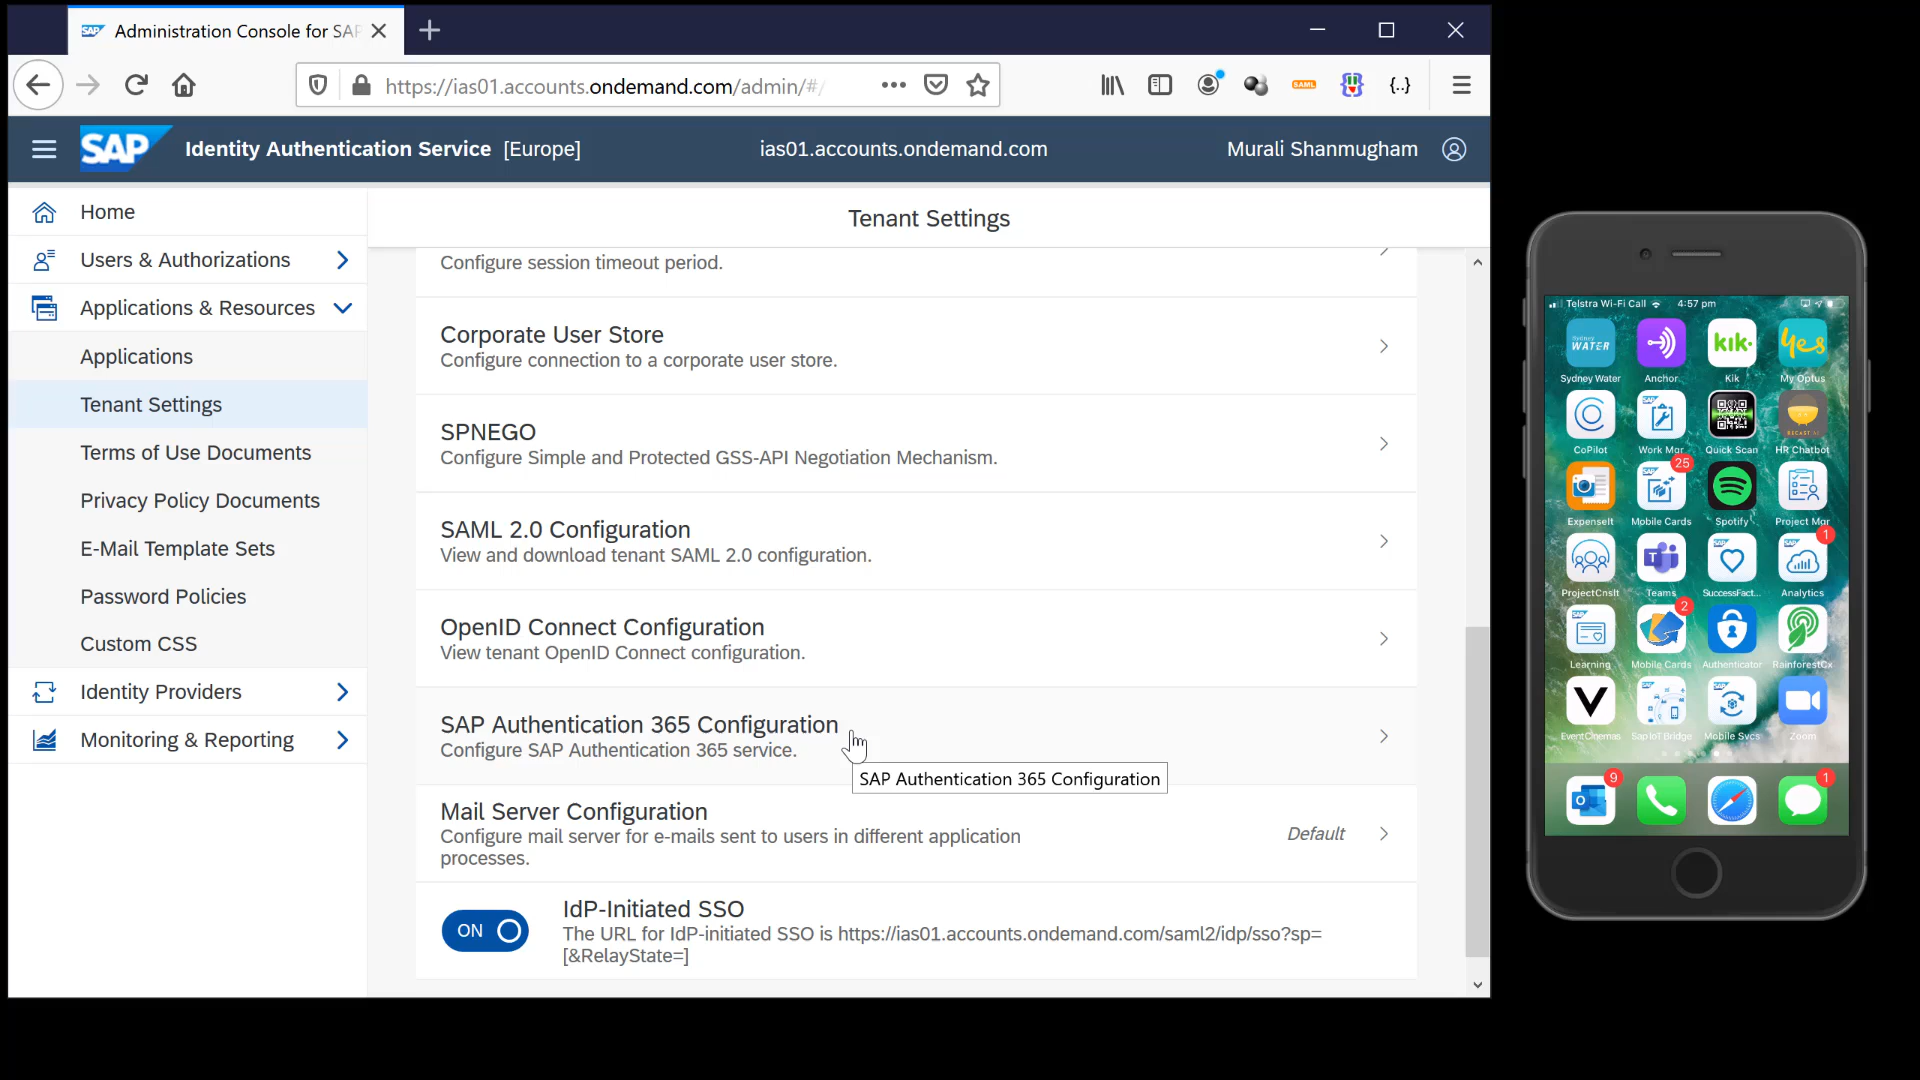 Administration Console for SAP
https://ias01.accounts.ondemand.com/admin/#/
SAML
SAP
Identity Authentication Service [Europe]
ias01.accounts.ondemand.com
Murali Shanmugham
Home
Users & Authorizations
Applications & Resources
Applications
Tenant Settings
Terms of Use Documents
Privacy Policy Documents
E-Mail Template Sets
Password Policies
Custom CSS
Identity Providers
Monitoring & Reporting
Tenant Settings
Configure session timeout period.
Corporate User Store
Configure connection to a corporate user store.
SPNEGO
Configure Simple and Protected GSS-API Negotiation Mechanism.
SAML 2.0 Configuration
View and download tenant SAML 2.0 configuration.
OpenID Connect Configuration
View tenant OpenID Connect configuration.
SAP Authentication 365 Configuration
Configure SAP Authentication 365 service.
SAP Authentication 365 Configuration
Mail Server Configuration
Configure mail server for e-mails sent to users in different application
processes.
Default
ON
IdP-Initiated SSO
The URL for IdP-initiated SSO is https://ias01.accounts.ondemand.com/saml2/idp/sso?sp=
[&RelayState=]
Telstra Wi-Fi Call 4:57 pm
Sydney WATER kik· yes
Sydney Water Anchor Kik My Optus
CoPilot Work Mgr Quick Scan HR Chatbot
25
ExpenseIt Mobile Cards Spotify Project Mgr
1
ProjectCnslt Teams SuccessFact... Analytics
2
Learning Mobile Cards Authenticator RainforestCx
EventCinemas Sap IoT Bridge Mobile Svcs Zoom
9 1